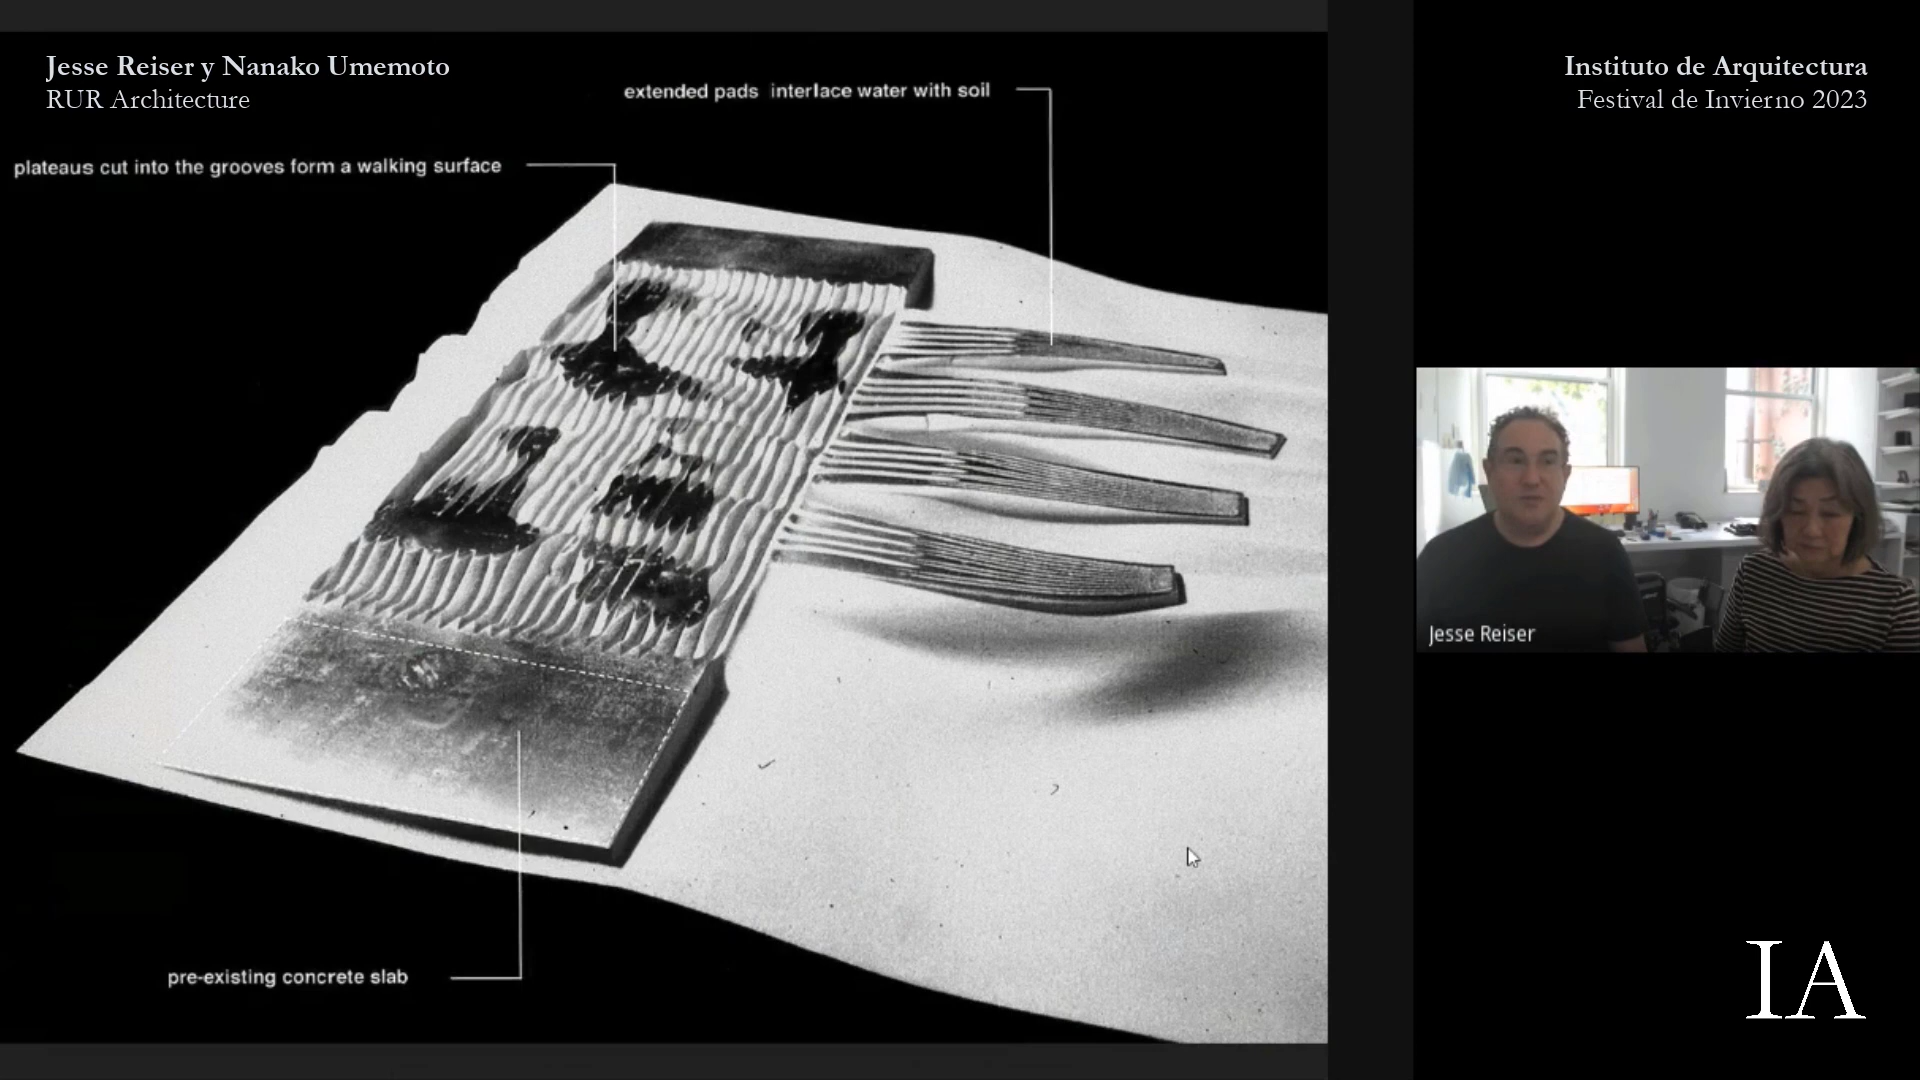 Jesse Reiser y Nanako Umemoto
RUR Architecture
Instituto de Arquitectura
Festival de Invierno 2023
extended pads interlace water with soil
plateaus cut into the grooves form a walking surface
pre-existing concrete slab
Jesse Reiser
IA